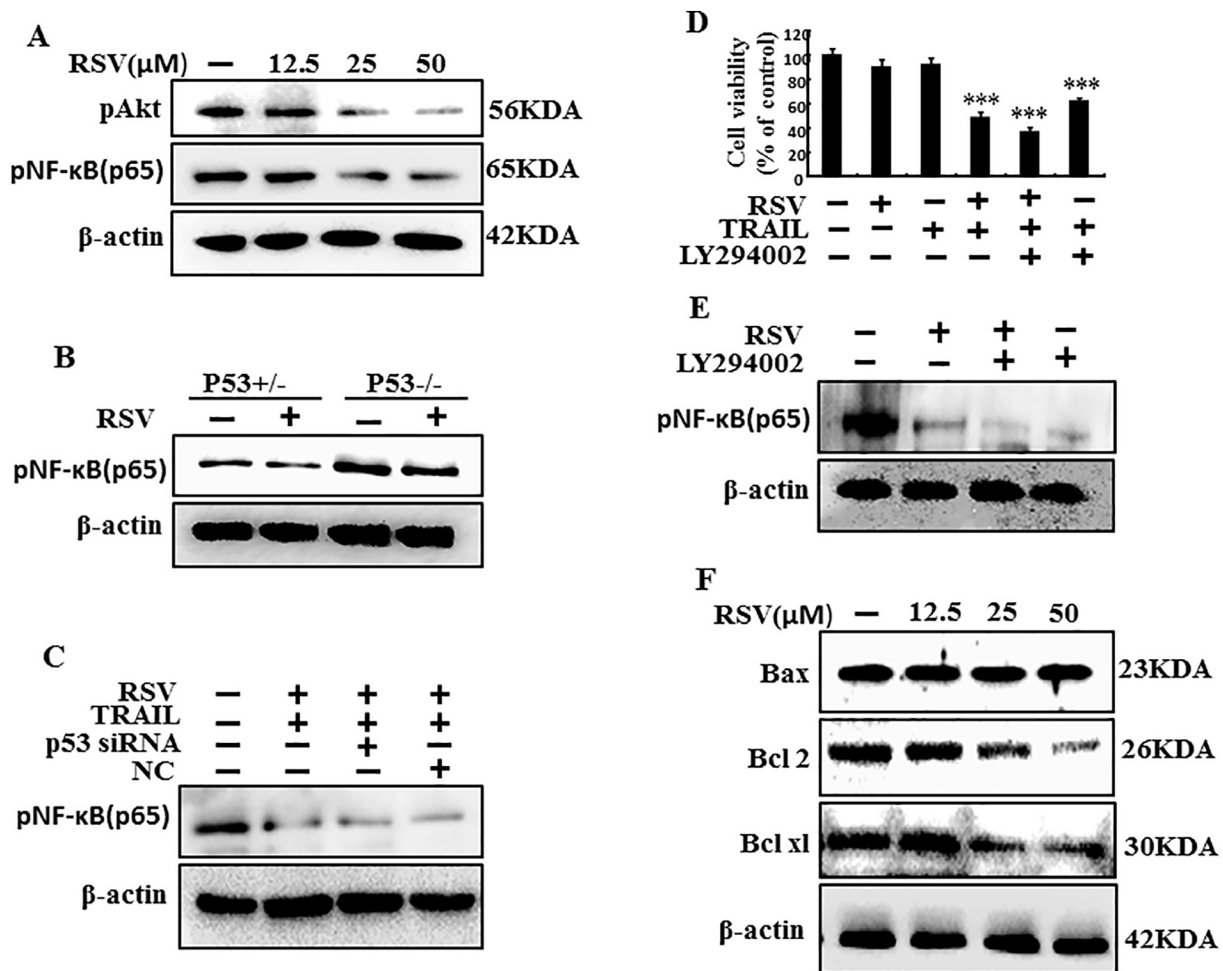 A
RSV(μM) − 12.5 25 50
pAkt 56KDA
pNF-κB(p65) 65KDA
β-actin 42KDA
B
P53+/- P53-/-
RSV − + − +
pNF-κB(p65)
β-actin
C
RSV − + + +
TRAIL − + + +
p53 siRNA − − + −
NC − − − +
pNF-κB(p65)
β-actin
D
Cell viability
(% of control)
120
100
80
60
40
20
0
*** *** ***
RSV − + − + + −
TRAIL − − + + + +
LY294002 − − − − + +
E
RSV − + + −
LY294002 − − + +
pNF-κB(p65)
β-actin
F
RSV(μM) − 12.5 25 50
Bax 23KDA
Bcl 2 26KDA
Bcl xl 30KDA
β-actin 42KDA